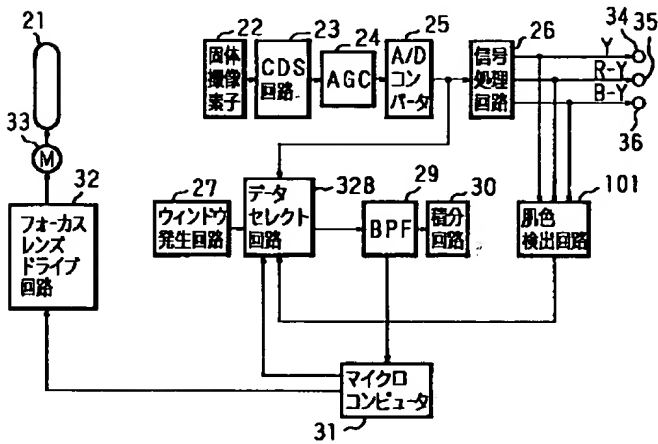 21
22
固体
撮像
素子
23
CDS
回路
24
AGC
25
A/D
コン
バータ
26
信号
処理
回路
Y
R-Y
B-Y
34
35
36
33
M
32
フォーカス
レンズ
ドライブ
回路
27
ウィンドウ
発生回路
データ
セレクト
回路
328
29
BPF
30
積分
回路
101
肌色
検出回路
マイクロ
コンピュータ
31